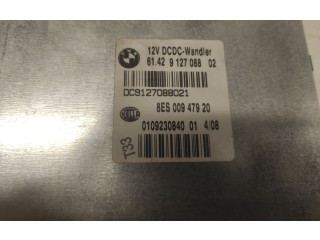 12V DCDC-Wandler
61.42 9 127 088 02
DC9127088021
8ES 009 479 20
HELLA
0109230840 01 4/08
T33